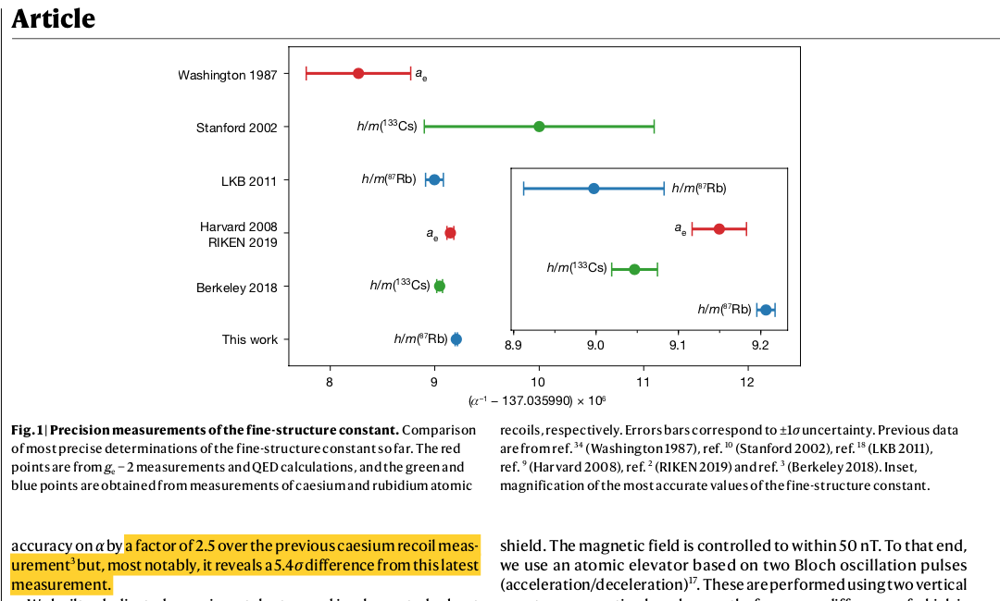 Article
Washington 1987
a_e
Stanford 2002
h/m(¹³³Cs)
LKB 2011
h/m(⁸⁷Rb)
h/m(⁸⁷Rb)
Harvard 2008
RIKEN 2019
a_e
a_e
Berkeley 2018
h/m(¹³³Cs)
h/m(¹³³Cs)
This work
h/m(⁸⁷Rb)
h/m(⁸⁷Rb)
8.9 9.0 9.1 9.2
8 9 10 11 12
(α⁻¹ − 137.035990) × 10⁶
Fig. 1 | Precision measurements of the fine-structure constant. Comparison
of most precise determinations of the fine-structure constant so far. The red
points are from g_e − 2 measurements and QED calculations, and the green and
blue points are obtained from measurements of caesium and rubidium atomic
recoils, respectively. Errors bars correspond to ±1σ uncertainty. Previous data
are from ref. ³⁴ (Washington 1987), ref. ¹⁰ (Stanford 2002), ref. ¹⁸ (LKB 2011),
ref. ⁹ (Harvard 2008), ref. ² (RIKEN 2019) and ref. ³ (Berkeley 2018). Inset,
magnification of the most accurate values of the fine-structure constant.
accuracy on α by a factor of 2.5 over the previous caesium recoil meas-
urement³ but, most notably, it reveals a 5.4σ difference from this latest
measurement.
shield. The magnetic field is controlled to within 50 nT. To that end,
we use an atomic elevator based on two Bloch oscillation pulses
(acceleration/deceleration)¹⁷. These are performed using two vertical